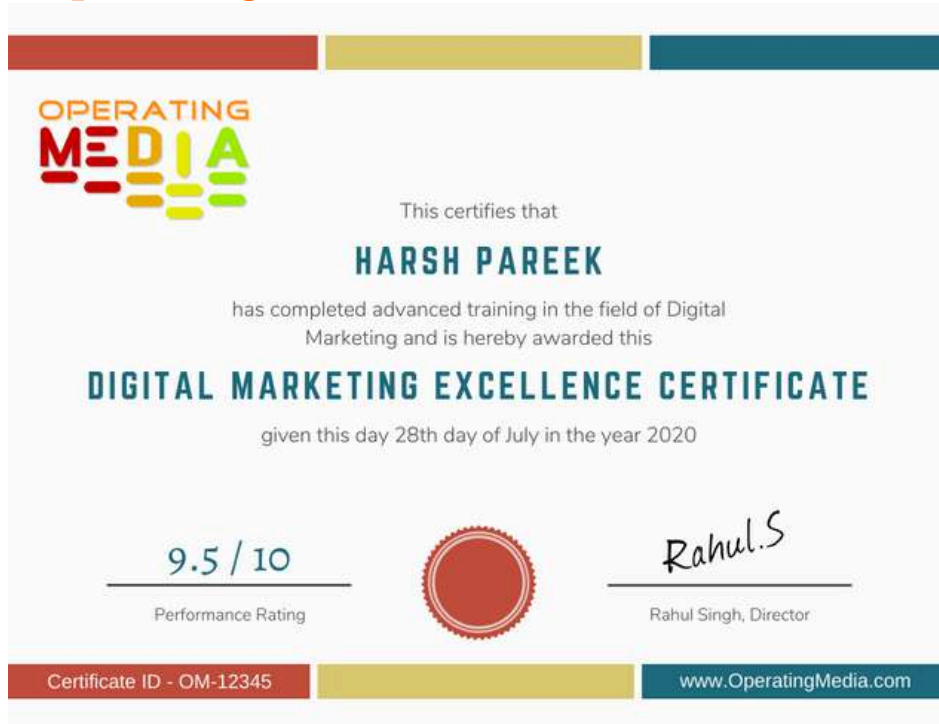 OPERATING
MEDIA
This certifies that
HARSH PAREEK
has completed advanced training in the field of Digital
Marketing and is hereby awarded this
DIGITAL MARKETING EXCELLENCE CERTIFICATE
given this day 28th day of July in the year 2020
9.5 / 10
Rahul.S
Performance Rating
Rahul Singh, Director
Certificate ID - OM-12345
www.OperatingMedia.com